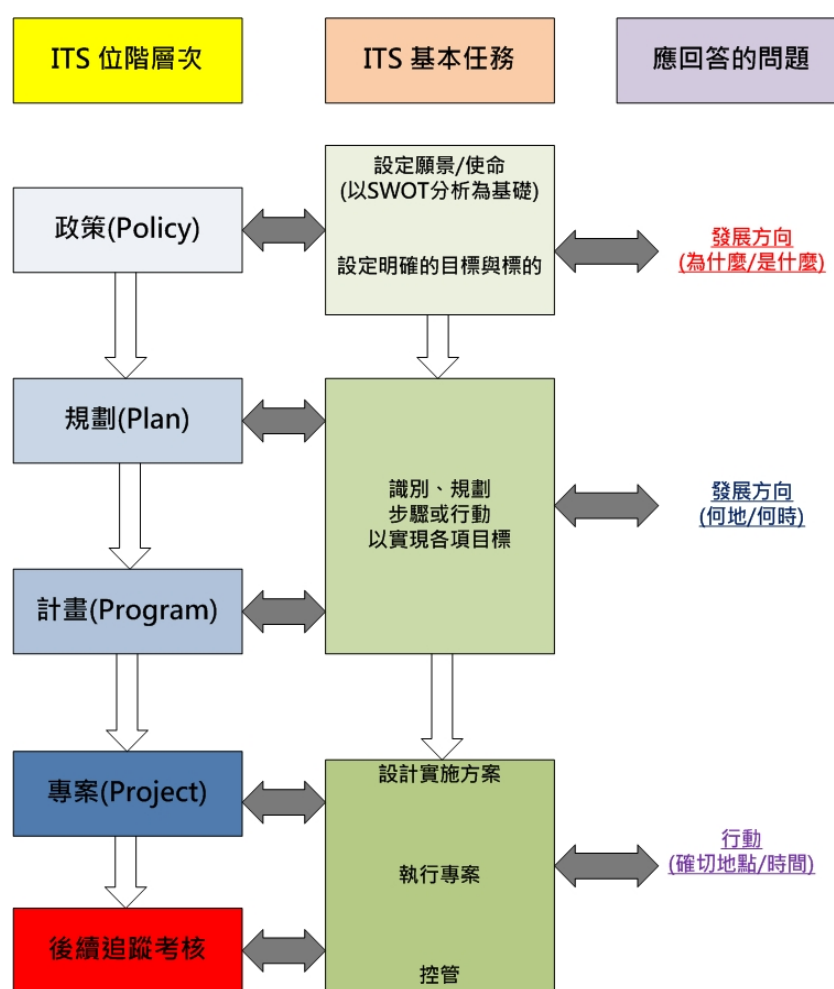 ITS 位階層次
ITS 基本任務
應回答的問題
政策(Policy)
設定願景/使命
(以SWOT分析為基礎)
設定明確的目標與標的
發展方向
(為什麼/是什麼)
規劃(Plan)
識別、規劃
步驟或行動
以實現各項目標
發展方向
(何地/何時)
計畫(Program)
專案(Project)
設計實施方案
執行專案
行動
(確切地點/時間)
後續追蹤考核
控管